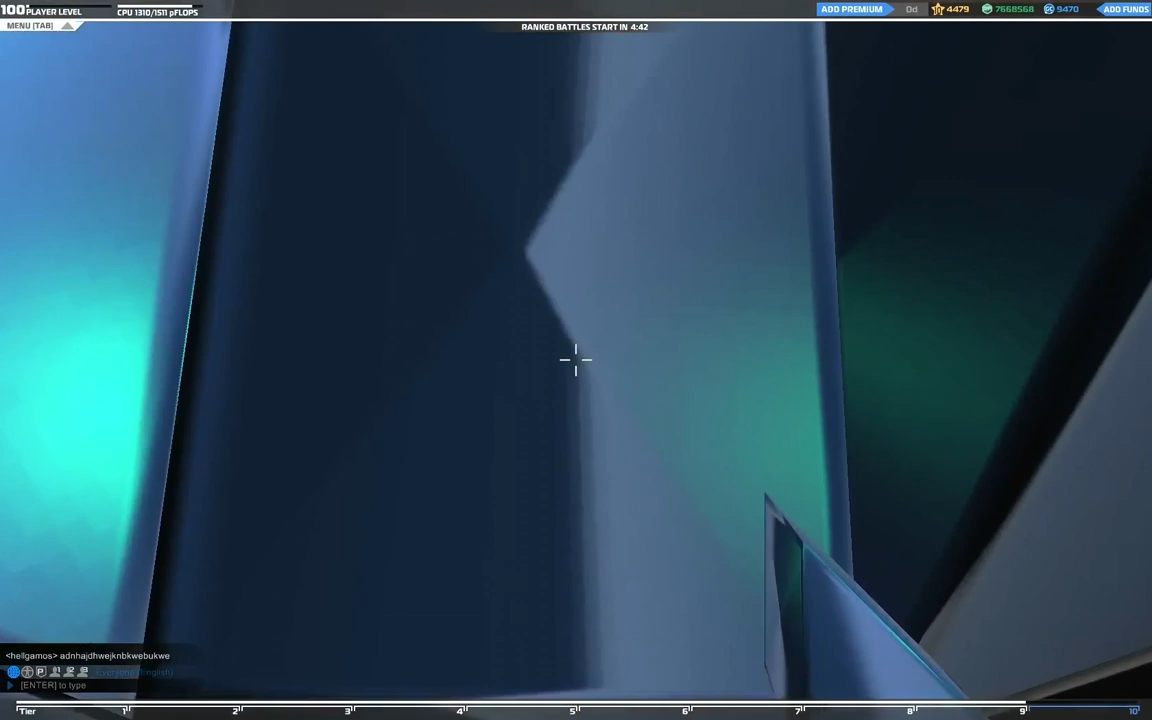 100 PLAYER LEVEL
CPU 1310/1511 pFLOPS
ADD PREMIUM
0d
4479
7668568
9470
ADD FUNDS
MENU [TAB]
RANKED BATTLES START IN 4:42
<hellgamos> adnhajdhwejknbkwebukwe
P
Everyone (English)
[ENTER] to type
Tier 1 2 3 4 5 6 7 8 9 10